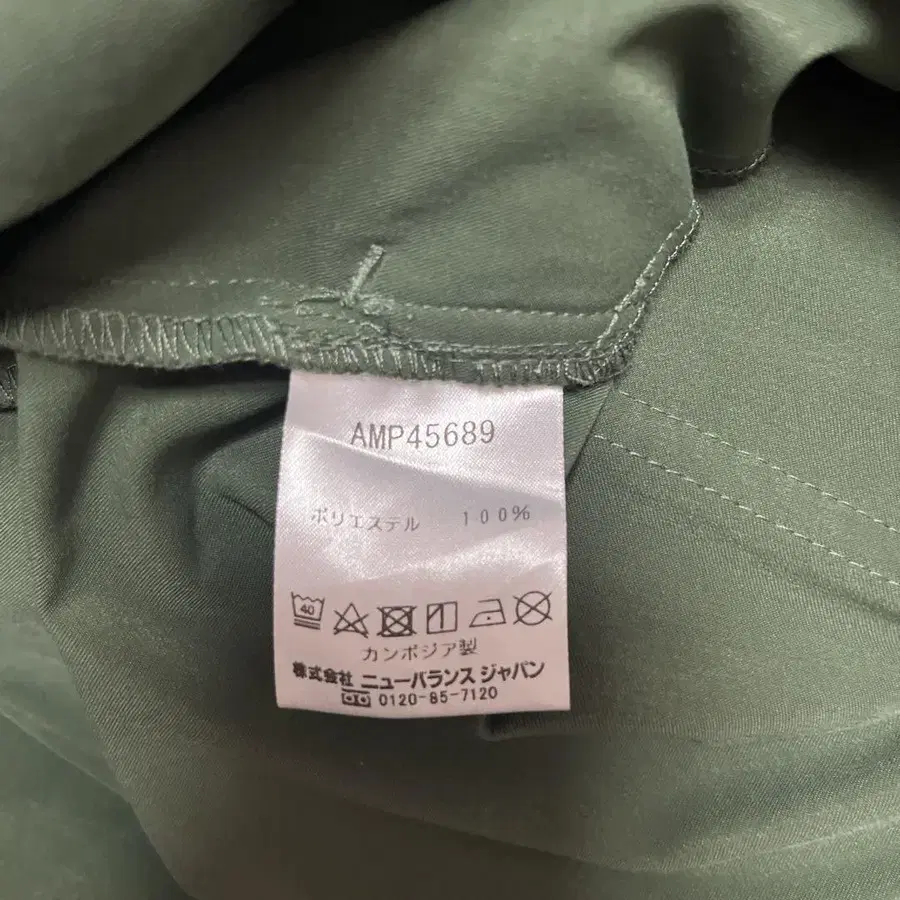 AMP45689
ポリエステル 100%
40
カンボジア製
株式会社 ニューバランス ジャパン
0120-85-7120